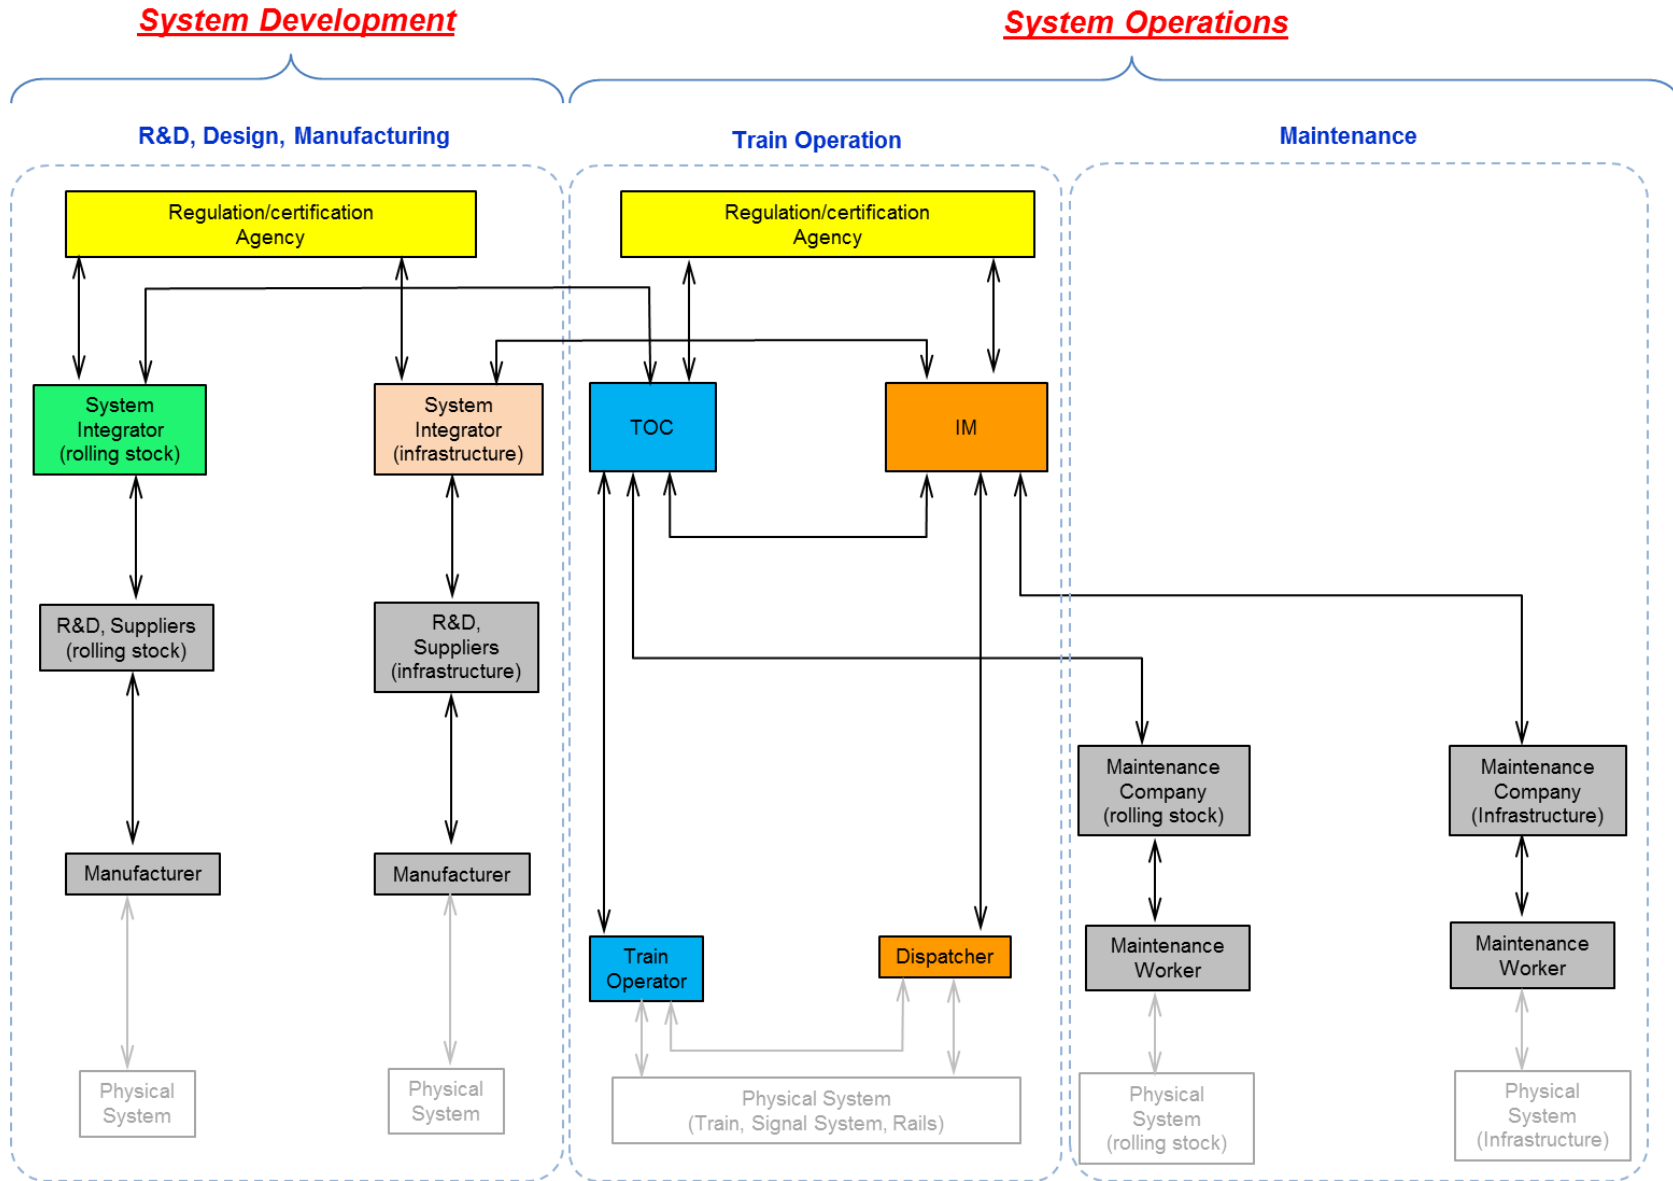 System Development
System Operations
R&D, Design, Manufacturing
Train Operation
Maintenance
Regulation/certification
Agency
Regulation/certification
Agency
System
Integrator
(rolling stock)
System
Integrator
(infrastructure)
TOC
IM
R&D, Suppliers
(rolling stock)
R&D,
Suppliers
(infrastructure)
Maintenance
Company
(rolling stock)
Maintenance
Company
(Infrastructure)
Manufacturer
Manufacturer
Train
Operator
Dispatcher
Maintenance
Worker
Maintenance
Worker
Physical
System
Physical
System
Physical System
(Train, Signal System, Rails)
Physical
System
(rolling stock)
Physical
System
(Infrastructure)